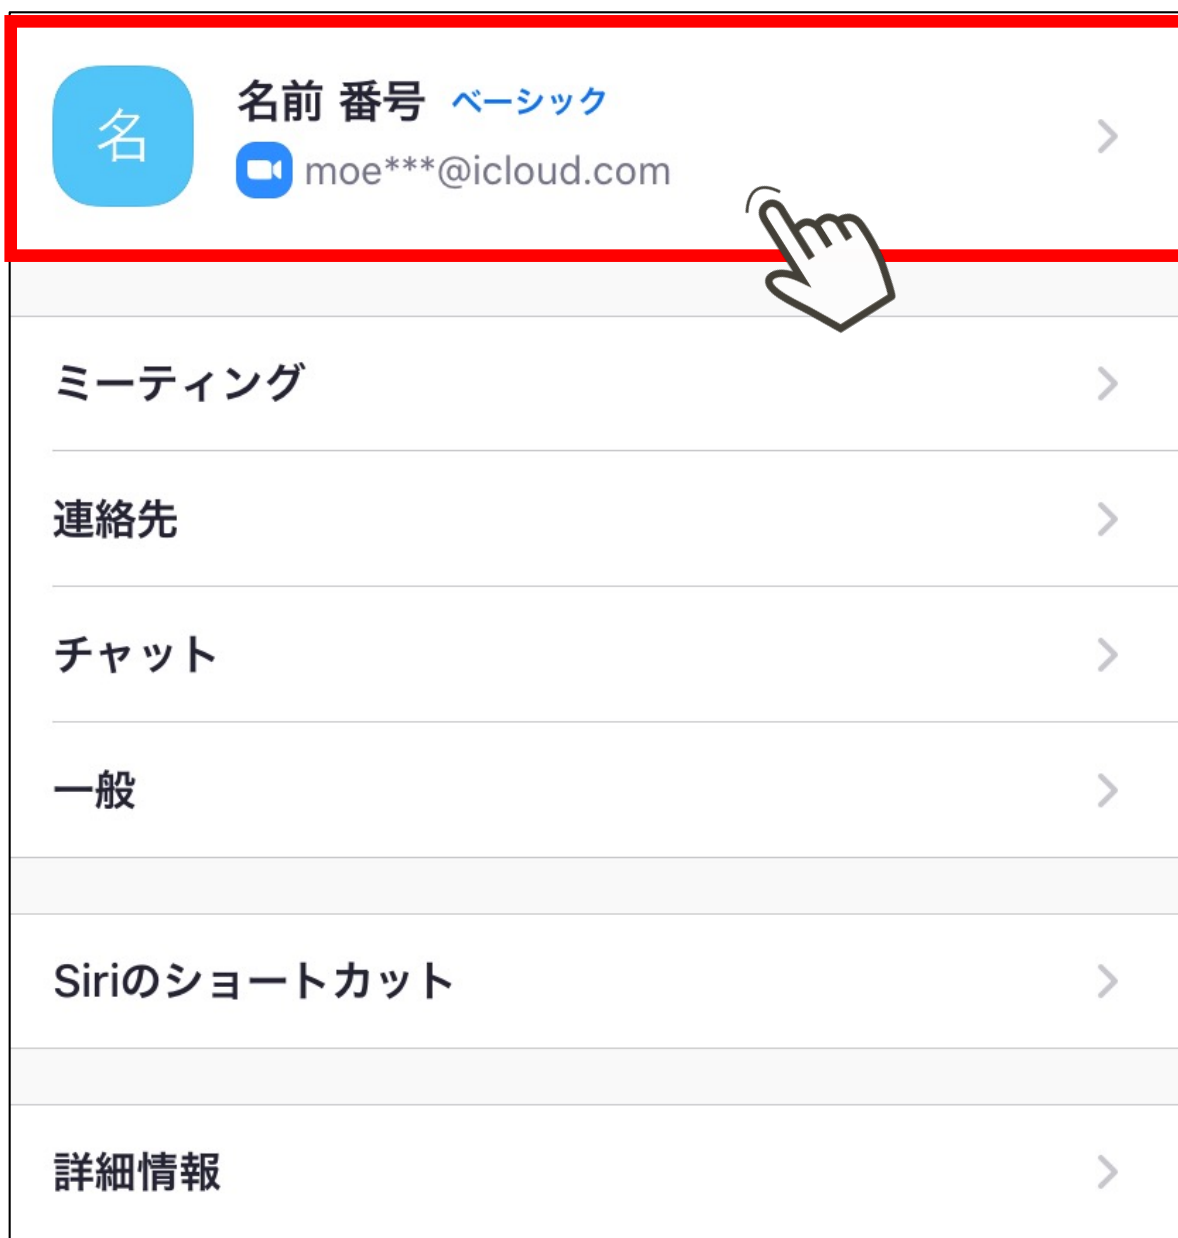 名
名前 番号 ベーシック
moe***@icloud.com
ミーティング
連絡先
チャット
一般
Siriのショートカット
詳細情報